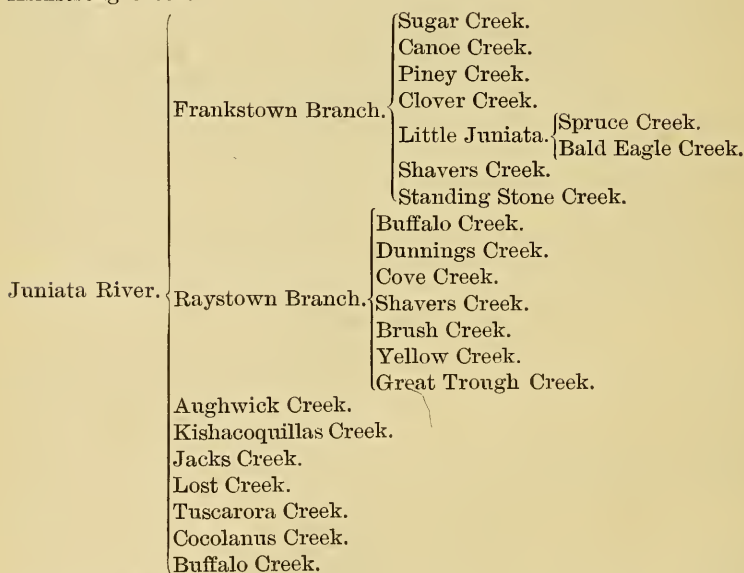 Sugar Creek.
Canoe Creek.
Piney Creek.
Frankstown Branch. Clover Creek.
Little Juniata. Spruce Creek.
Bald Eagle Creek.
Shavers Creek.
Standing Stone Creek.
Buffalo Creek.
Dunnings Creek.
Cove Creek.
Juniata River. Raystown Branch. Shavers Creek.
Brush Creek.
Yellow Creek.
Great Trough Creek.
Aughwick Creek.
Kishacoquillas Creek.
Jacks Creek.
Lost Creek.
Tuscarora Creek.
Cocolanus Creek.
Buffalo Creek.